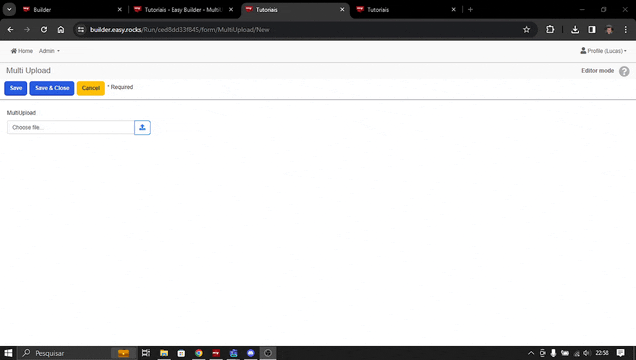 Builder
Tutoriais - Easy Builder - Multi
Tutoriais
Tutoriais
builder.easy.rocks/Run/ced8dd33f845/form/MultiUpload/New
Home Admin
Profile (Lucas)
Multi Upload
Editor mode ?
Save
Save & Close
Cancel
* Required
MultiUpload
Choose file...
Pesquisar
22:58